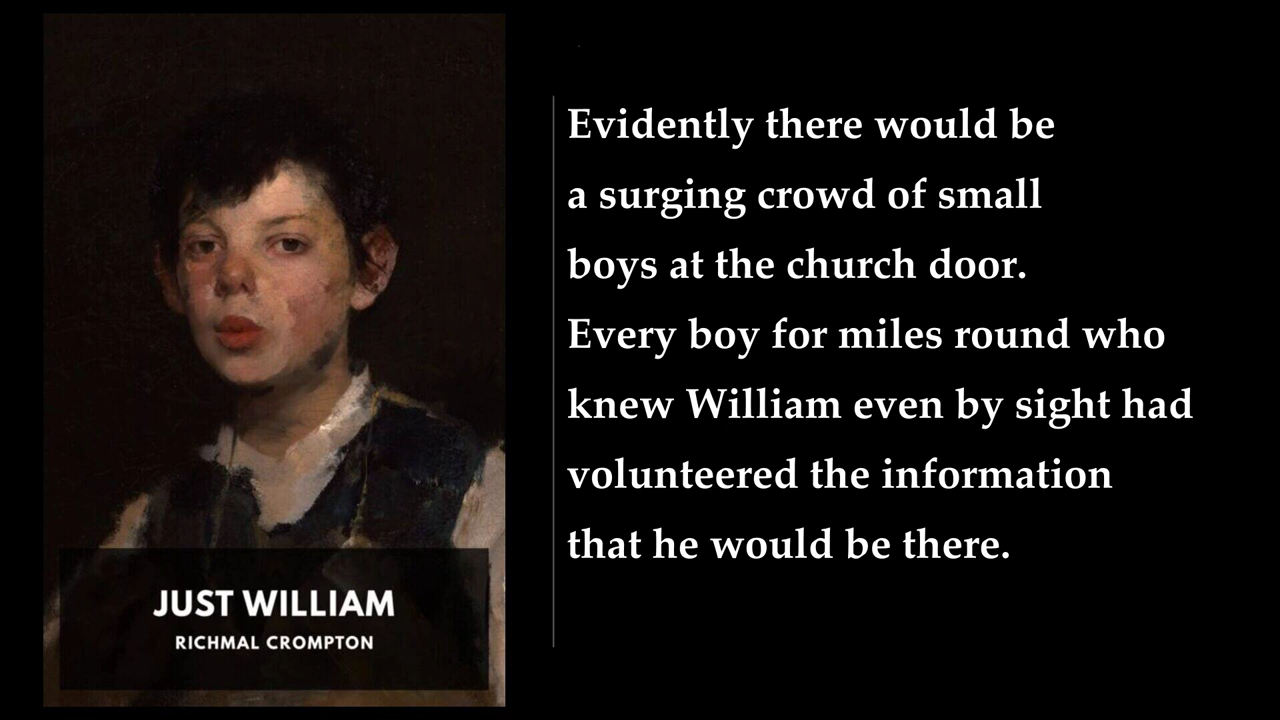 JUST WILLIAM
RICHMAL CROMPTON
Evidently there would be
a surging crowd of small
boys at the church door.
Every boy for miles round who
knew William even by sight had
volunteered the information
that he would be there.